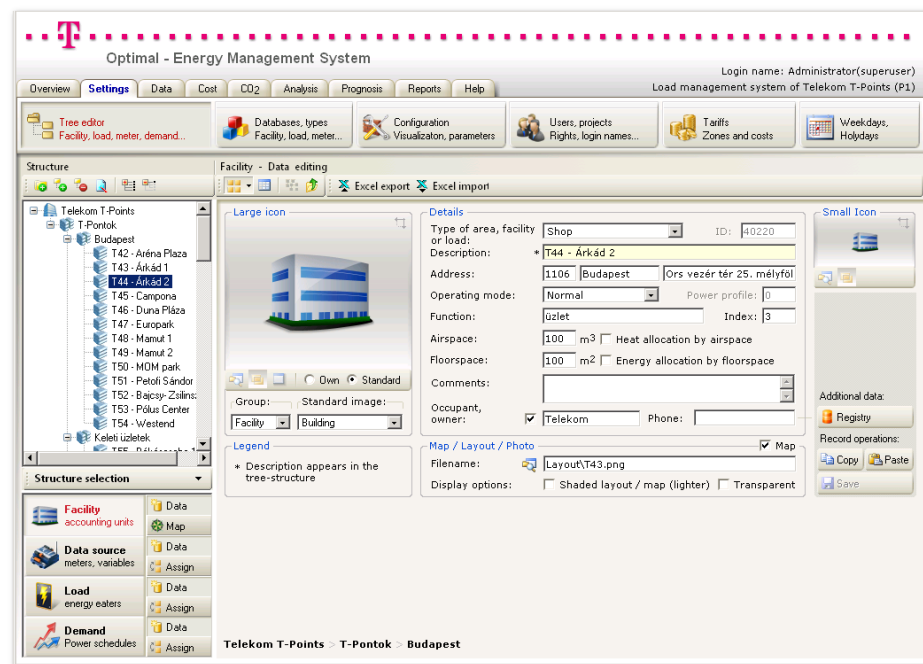 T
Optimal - Energy Management System
Login name: Administrator(superuser)
Overview Settings Data Cost CO2 Analysis Prognosis Reports Help
Load management system of Telekom T-Points (P1)
Tree editor
Facility, load, meter, demand...
Databases, types
Facility, load, meter...
Configuration
Visualizaton, parameters
Users, projects
Rights, login names...
Tariffs
Zones and costs
Weekdays,
Holydays
Structure
Facility - Data editing
Excel export Excel import
Telekom T-Points
T-Pontok
Budapest
T42 - Aréna Plaza
T43 - Árkád 1
T44 - Árkád 2
T45 - Campona
T46 - Duna Pláza
T47 - Europark
T48 - Mamut 1
T49 - Mamut 2
T50 - MOM park
T51 - Petofi Sándor
T52 - Bajcsy- Zsilins
T53 - Pólus Center
T54 - Westend
Keleti üzletek
Structure selection
Facility
accounting units
Data
Map
Data source
meters, variables
Data
Assign
Load
energy eaters
Data
Assign
Demand
Power schedules
Data
Assign
Large icon
Own Standard
Group: Standard image:
Facility Building
Legend
* Description appears in the
tree-structure
Details
Type of area, facility
or load:
Shop
ID: 40220
Description: * T44 - Árkád 2
Address: 1106 Budapest Ors vezér tér 25. mélyföl
Operating mode: Normal Power profile: 0
Function: üzlet Index: 3
Airspace: 100 m3 Heat allocation by airspace
Floorspace: 100 m2 Energy allocation by floorspace
Comments:
Occupant,
owner:
Telekom Phone:
Map / Layout / Photo Map
Filename: Layout\T43.png
Display options: Shaded layout / map (lighter) Transparent
Small Icon
Additional data:
Registry
Record operations:
Copy Paste
Save
Telekom T-Points > T-Pontok > Budapest